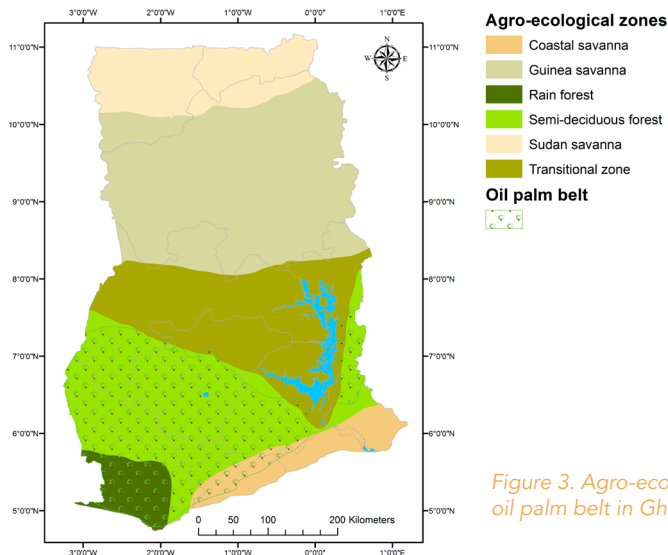 3°0'0"W 2°0'0"W 1°0'0"W 0°0'0" 1°0'0"E
11°0'0"N 11°0'0"N
10°0'0"N 10°0'0"N
9°0'0"N 9°0'0"N
8°0'0"N 8°0'0"N
7°0'0"N 7°0'0"N
6°0'0"N 6°0'0"N
5°0'0"N 5°0'0"N
3°0'0"W 2°0'0"W 1°0'0"W 0°0'0" 1°0'0"E
N
W E
S
0 50 100 200 Kilometers
Agro-ecological zones
Coastal savanna
Guinea savanna
Rain forest
Semi-deciduous forest
Sudan savanna
Transitional zone
Oil palm belt
Figure 3. Agro-eco
oil palm belt in Gh